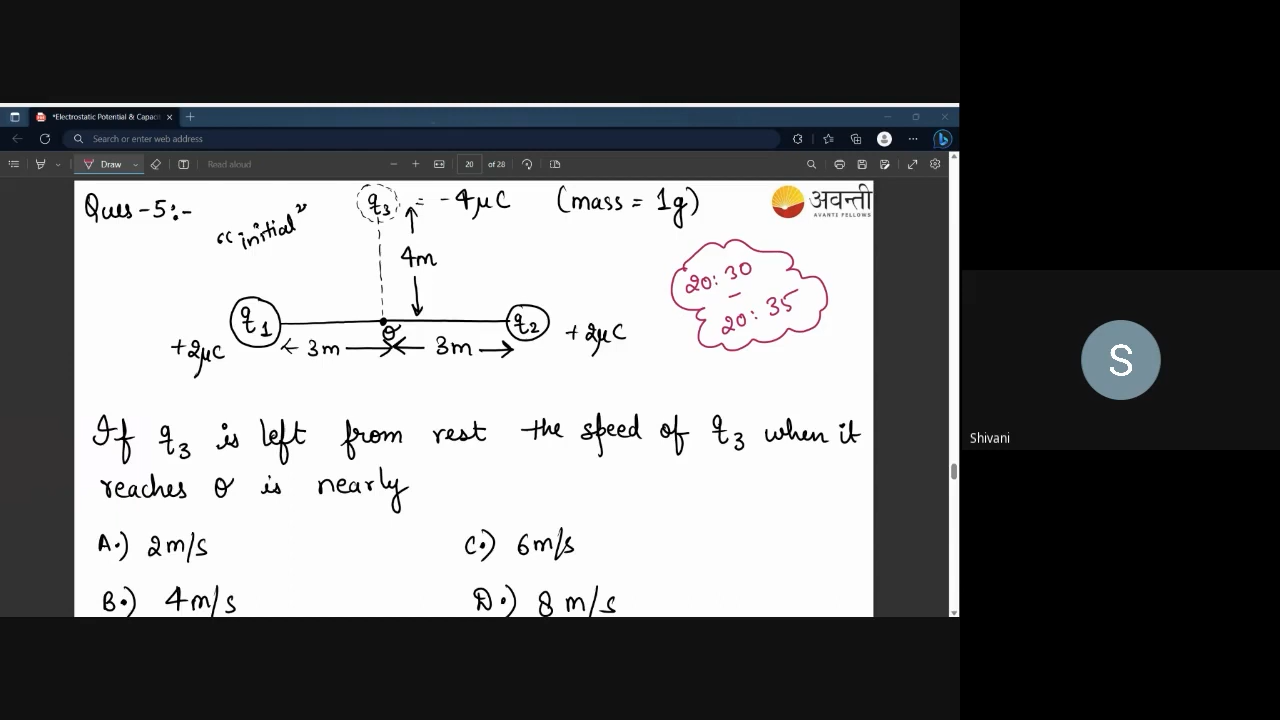 *Electrostatic Potential & Capaci
Search or enter web address
Draw
Read aloud
20 of 28
Ques-5:-
"initial"
q3 = -4μC (mass = 1g)
अवन्ती
AVANTI FELLOWS
4m
20:30
–
20:35
q1
O
q2
+2μC
3m
3m
+2μC
If q3 is left from rest the speed of q3 when it
reaches O is nearly
A.) 2m/s
C.) 6m/s
B.) 4m/s
D.) 8 m/s
S
Shivani